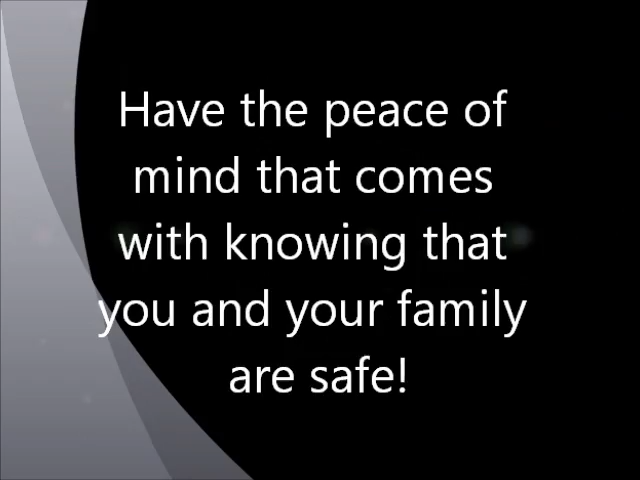 Have the peace of
mind that comes
with knowing that
you and your family
are safe!